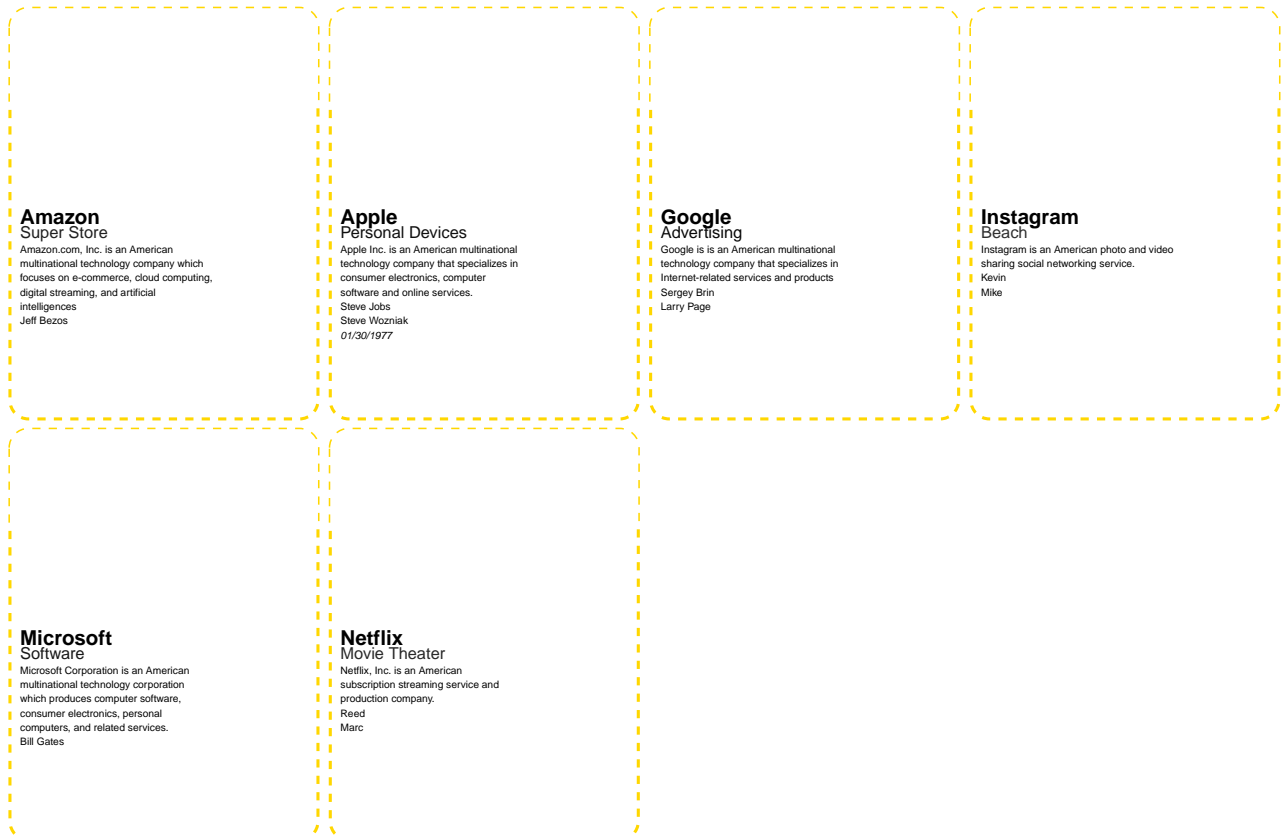 Amazon
Super Store
Amazon.com, Inc. is an American
multinational technology company which
focuses on e-commerce, cloud computing,
digital streaming, and artificial
intelligences
Jeff Bezos
Apple
Personal Devices
Apple Inc. is an American multinational
technology company that specializes in
consumer electronics, computer
software and online services.
Steve Jobs
Steve Wozniak
01/30/1977
Google
Advertising
Google is is an American multinational
technology company that specializes in
Internet-related services and products
Sergey Brin
Larry Page
Instagram
Beach
Instagram is an American photo and video
sharing social networking service.
Kevin
Mike
Microsoft
Software
Microsoft Corporation is an American
multinational technology corporation
which produces computer software,
consumer electronics, personal
computers, and related services.
Bill Gates
Netflix
Movie Theater
Netflix, Inc. is an American
subscription streaming service and
production company.
Reed
Marc